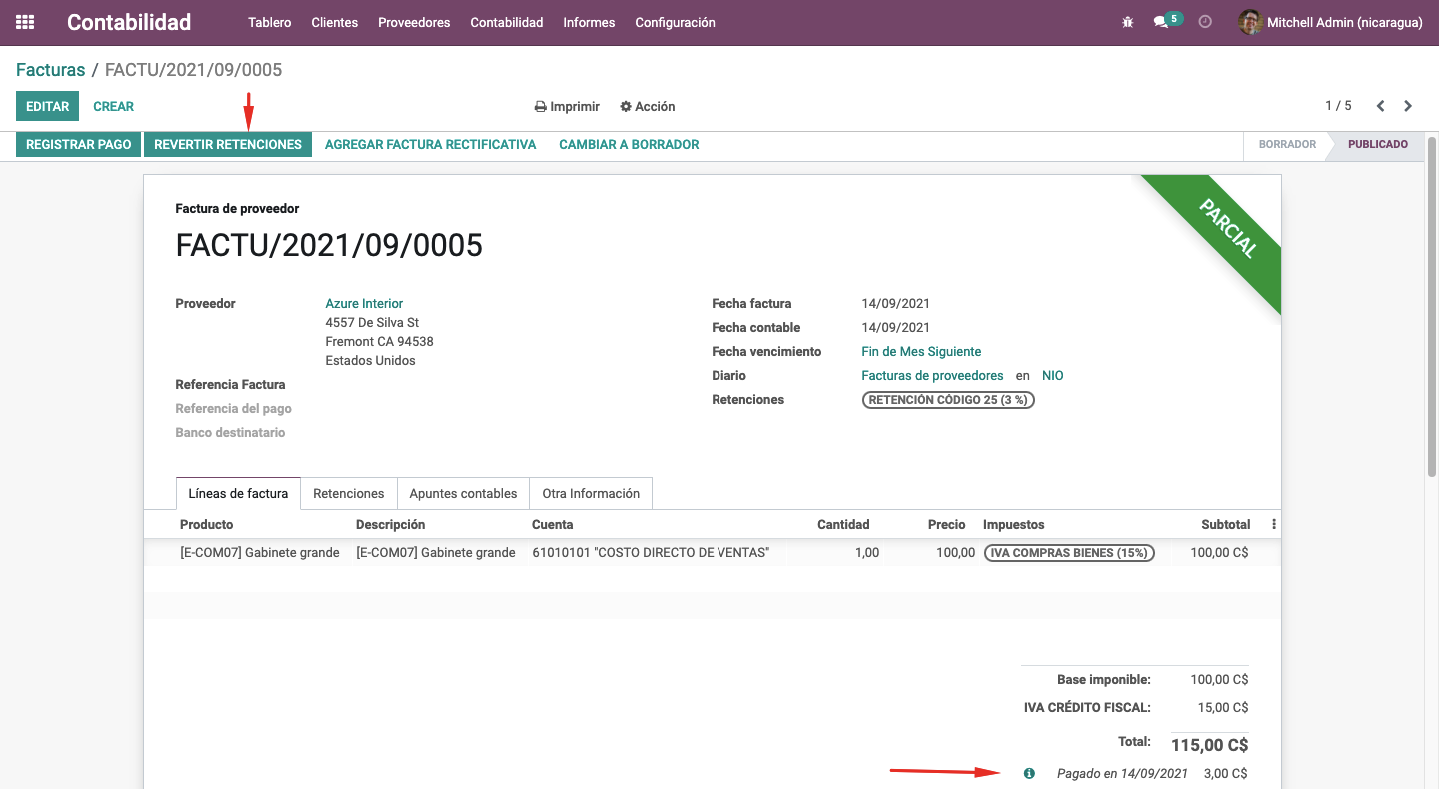 Contabilidad Tablero Clientes Proveedores Contabilidad Informes Configuración 5 Mitchell Admin (nicaragua)
Facturas / FACTU/2021/09/0005
EDITAR CREAR Imprimir Acción 1 / 5
REGISTRAR PAGO REVERTIR RETENCIONES AGREGAR FACTURA RECTIFICATIVA CAMBIAR A BORRADOR BORRADOR PUBLICADO
PARCIAL
Factura de proveedor
FACTU/2021/09/0005
Proveedor Azure Interior Fecha factura 14/09/2021
4557 De Silva St Fecha contable 14/09/2021
Fremont CA 94538 Fecha vencimiento Fin de Mes Siguiente
Estados Unidos
Diario Facturas de proveedores en NIO
Referencia Factura
Retenciones RETENCIÓN CÓDIGO 25 (3 %)
Referencia del pago
Banco destinatario
Líneas de factura Retenciones Apuntes contables Otra Información
Producto Descripción Cuenta Cantidad Precio Impuestos Subtotal
[E-COM07] Gabinete grande [E-COM07] Gabinete grande 61010101 "COSTO DIRECTO DE VENTAS" 1,00 100,00 IVA COMPRAS BIENES (15%) 100,00 C$
Base imponible: 100,00 C$
IVA CRÉDITO FISCAL: 15,00 C$
Total: 115,00 C$
Pagado en 14/09/2021 3,00 C$